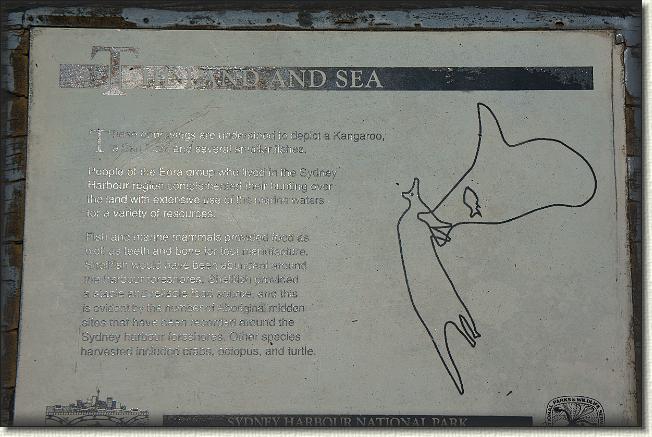 THE LAND AND SEA
These engravings are understood to depict a Kangaroo,
a and several smaller fishes.
People of the Eora group who lived in the Sydney
Harbour region complimented their hunting over
the land with extensive use of the marine waters
for a variety of resources.
Fish and marine mammals provided food as
well as teeth and bone for tool manufacture.
Shellfish would have been abundant around
the harbour foreshores. Shellfish provided
a stable and reliable food source, and this
is evident by the number of Aboriginal midden
sites that have been recorded around the
Sydney harbour foreshores. Other species
harvested included crabs, octopus, and turtle.
SYDNEY HARBOUR NATIONAL PARK
PARKS & WILDLIFE